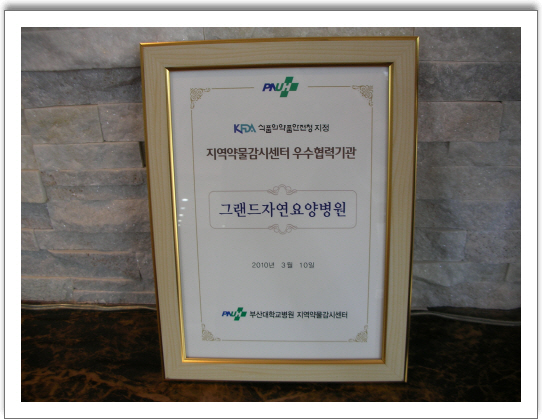 PNUH
KFDA 식품의약품안전청 지정
지역약물감시센터 우수협력기관
그랜드자연요양병원
2010년 3월 10일
PNUH 부산대학교병원 지역약물감시센터